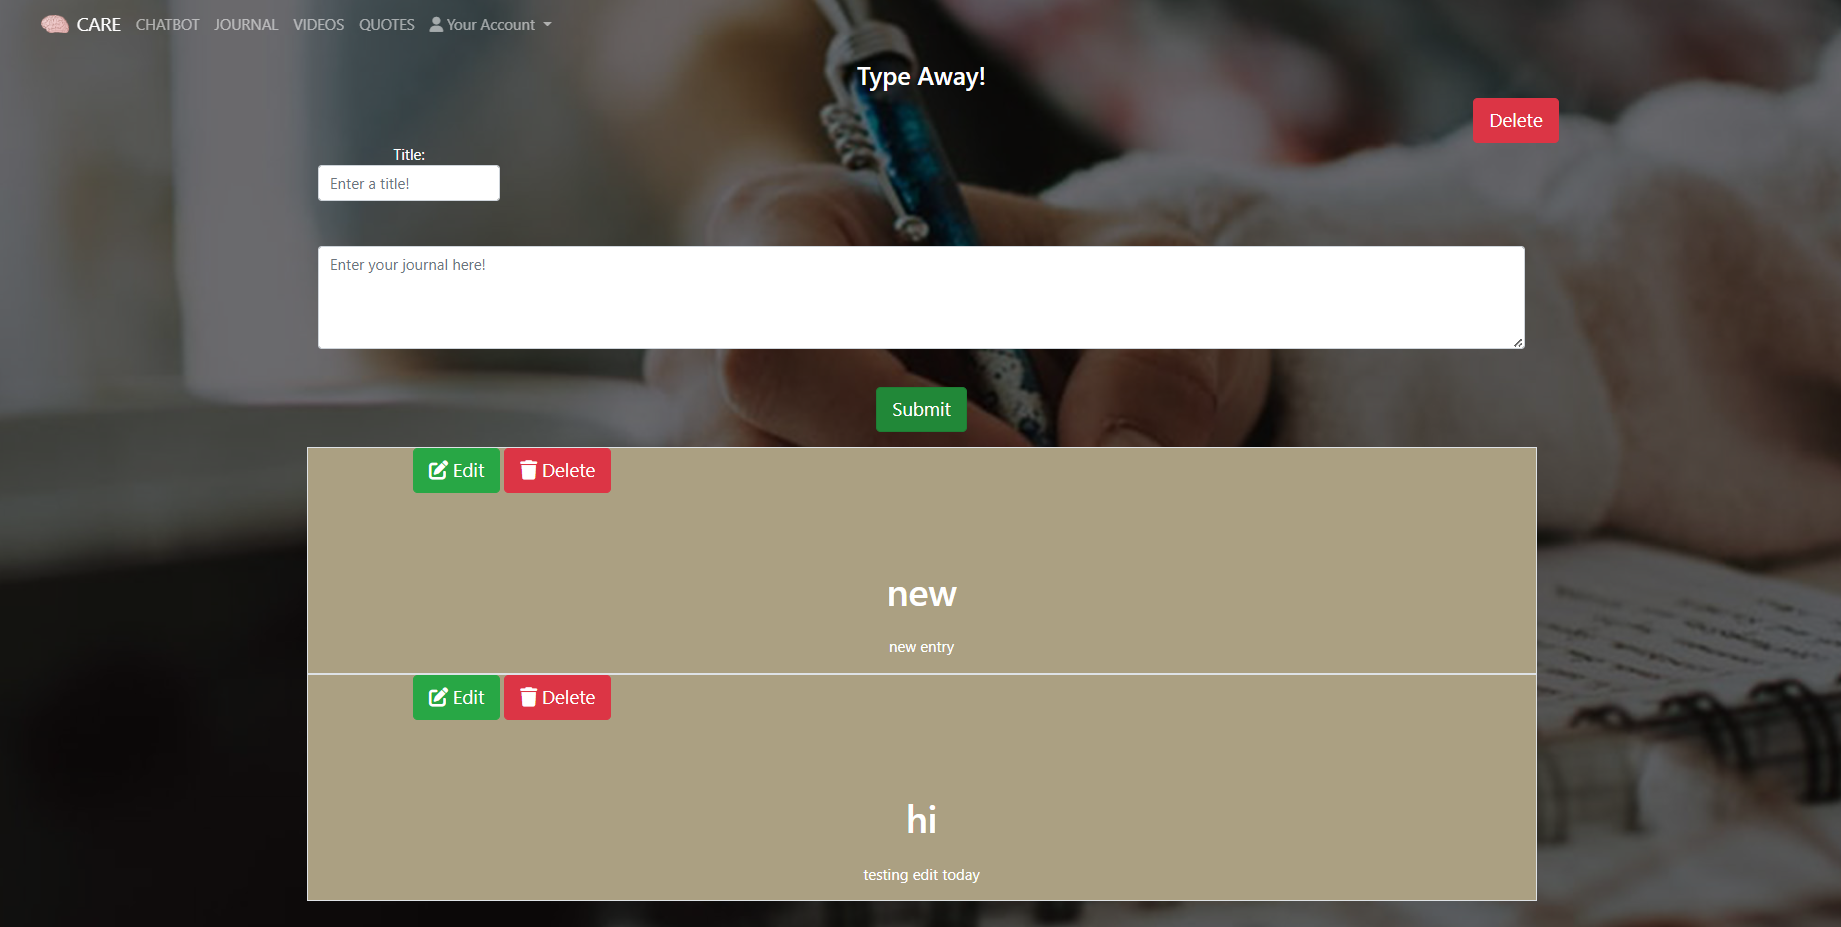 CARE CHATBOT JOURNAL VIDEOS QUOTES Your Account
Type Away!
Delete
Title:
Enter a title!
Enter your journal here!
Submit
Edit Delete
new
new entry
Edit Delete
hi
testing edit today